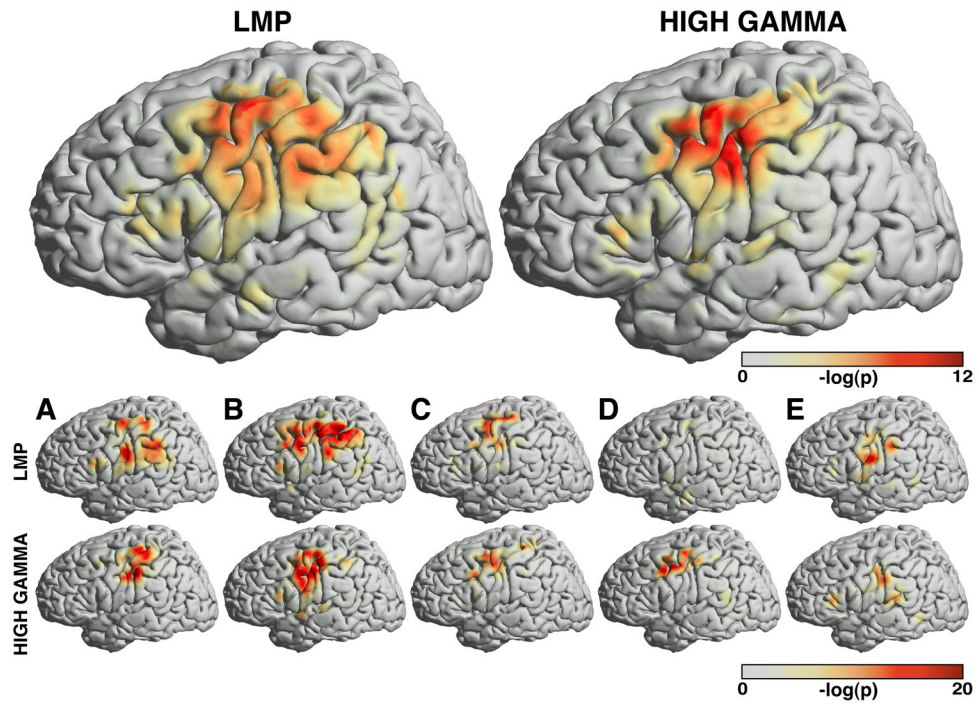 LMP HIGH GAMMA
0 -log(p) 12
A B C D E
LMP
HIGH GAMMA
0 -log(p) 20